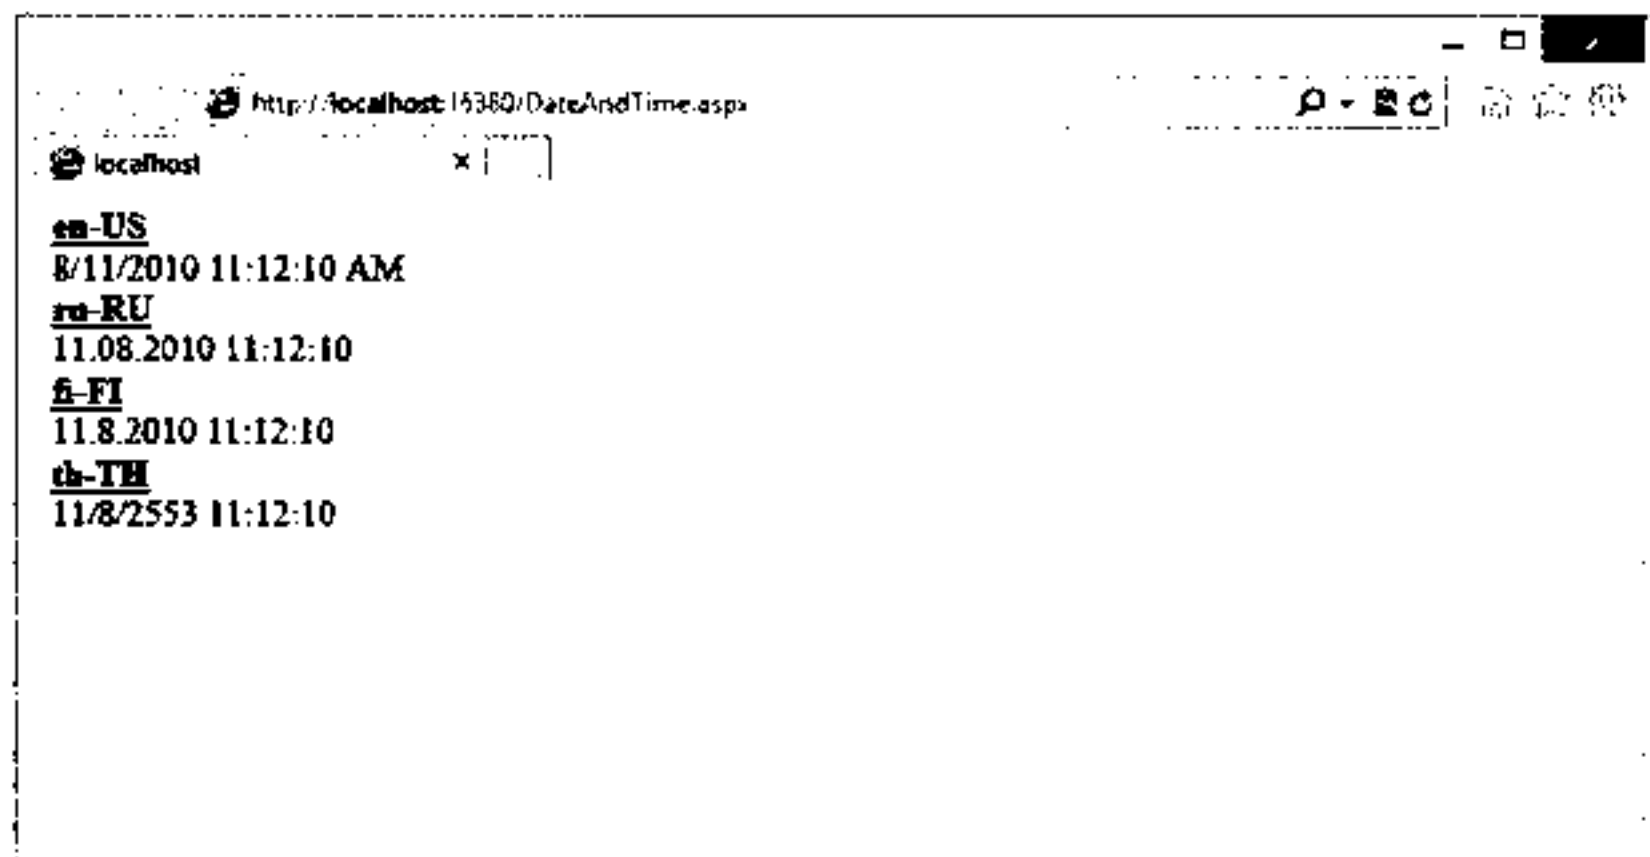 http://localhost:16380/DateAndTime.aspx
localhost
en-US
8/11/2010 11:12:10 AM
ru-RU
11.08.2010 11:12:10
fi-FI
11.8.2010 11:12:10
th-TH
11/8/2553 11:12:10